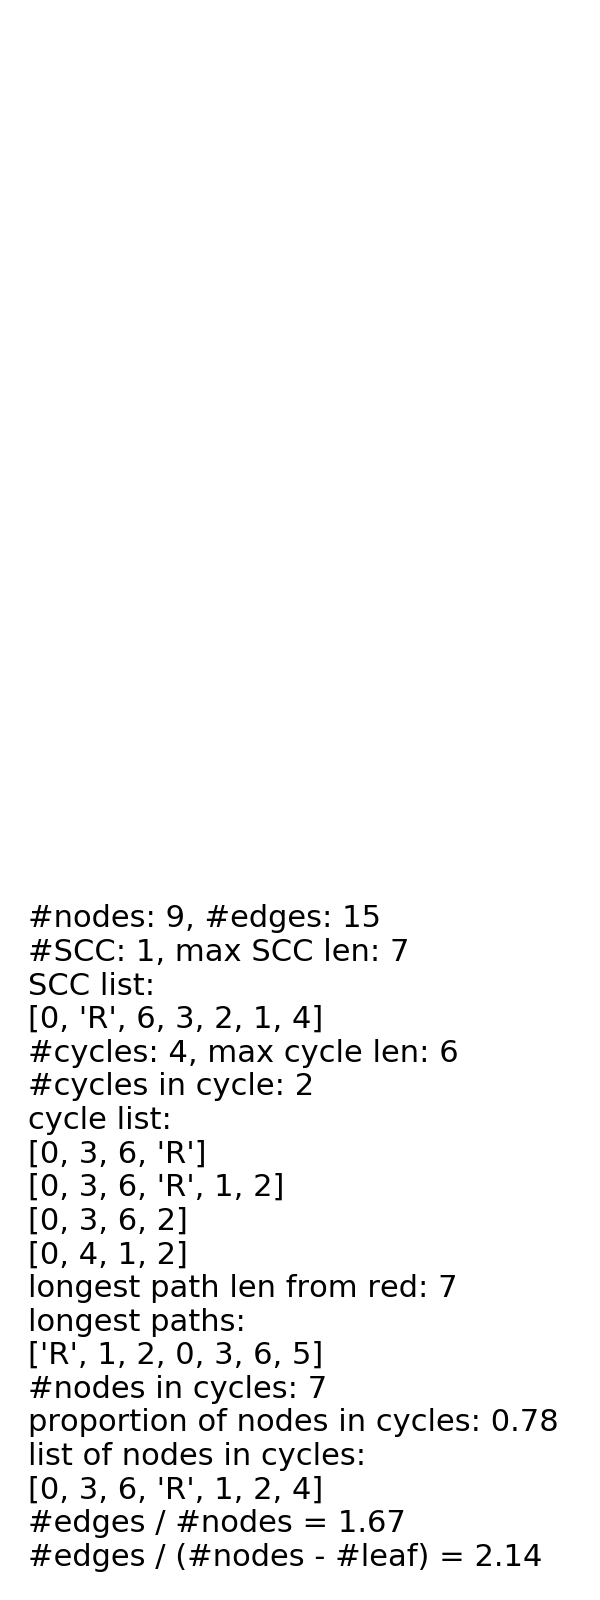 #nodes: 9, #edges: 15
#SCC: 1, max SCC len: 7
SCC list:
[0, 'R', 6, 3, 2, 1, 4]
#cycles: 4, max cycle len: 6
#cycles in cycle: 2
cycle list:
[0, 3, 6, 'R']
[0, 3, 6, 'R', 1, 2]
[0, 3, 6, 2]
[0, 4, 1, 2]
longest path len from red: 7
longest paths:
['R', 1, 2, 0, 3, 6, 5]
#nodes in cycles: 7
proportion of nodes in cycles: 0.78
list of nodes in cycles:
[0, 3, 6, 'R', 1, 2, 4]
#edges / #nodes = 1.67
#edges / (#nodes - #leaf) = 2.14